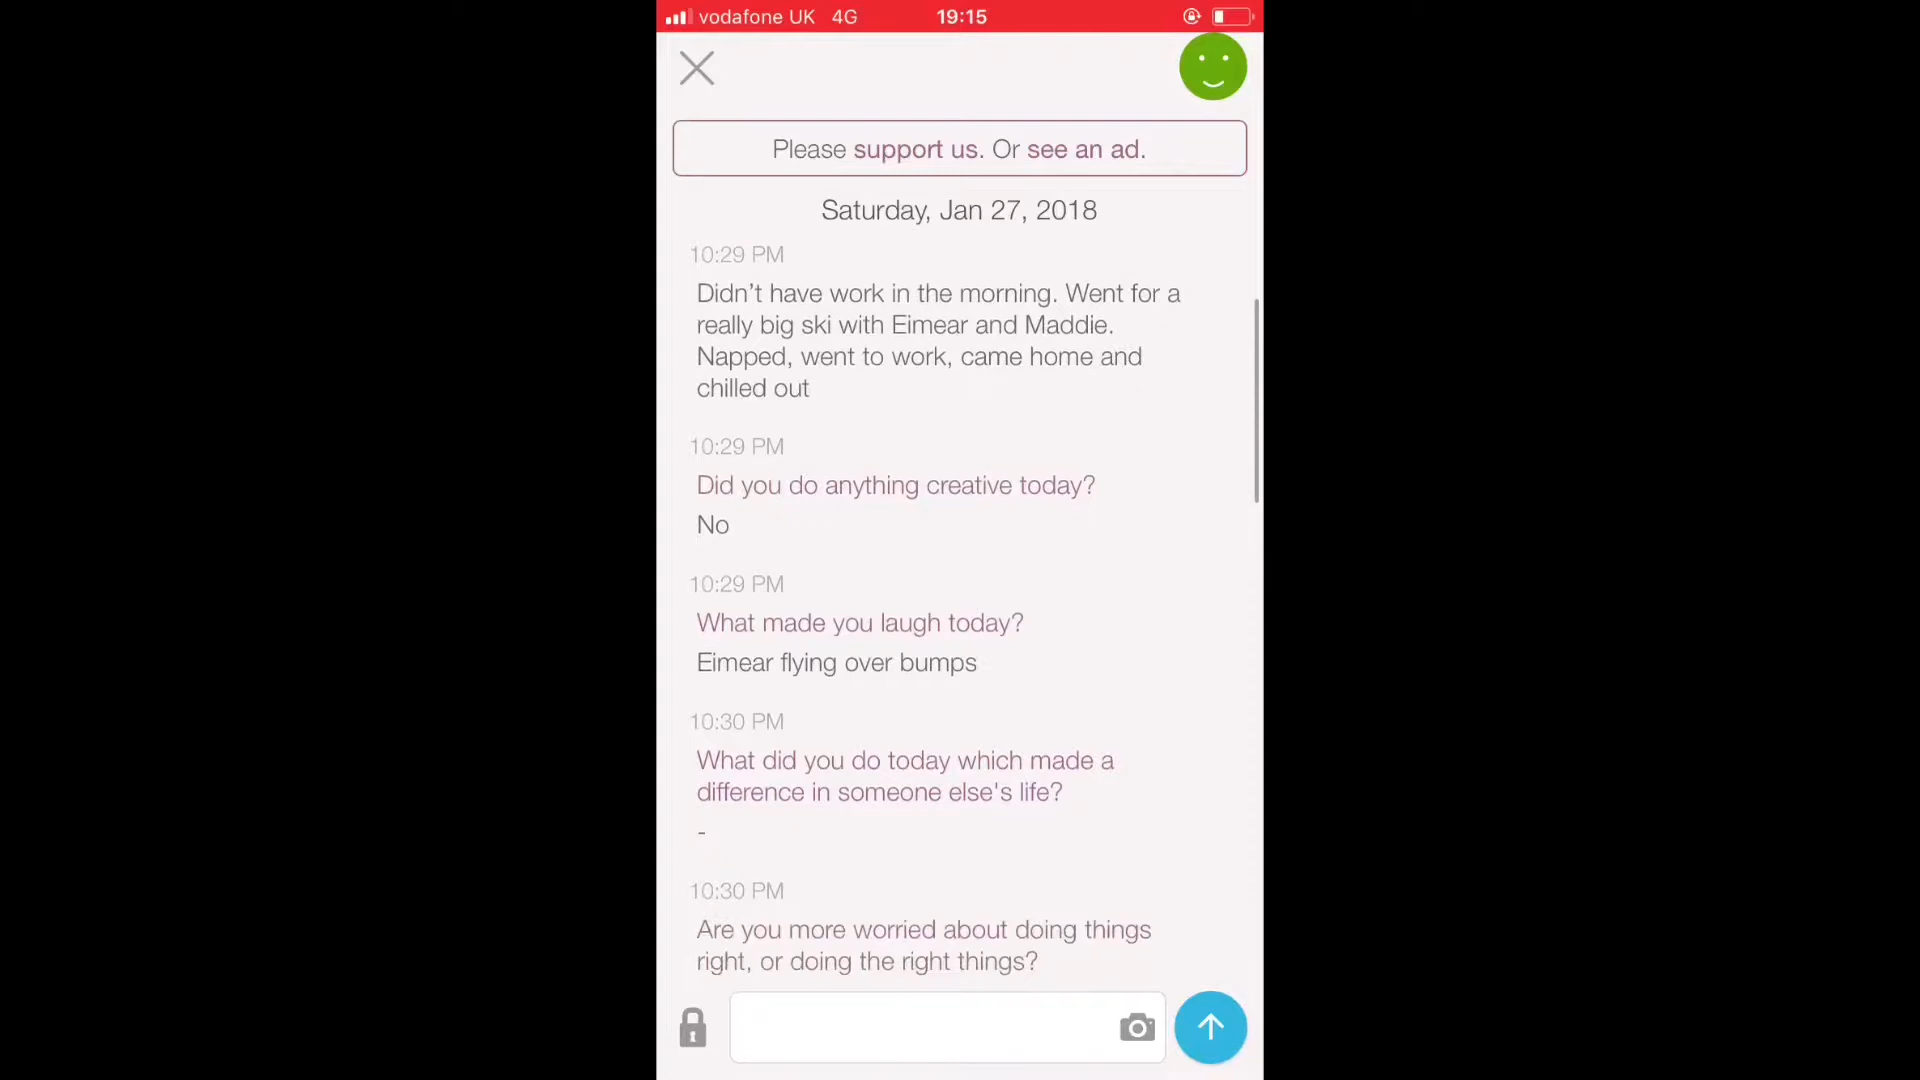 vodafone UK 4G 19:15
Please support us. Or see an ad.
Saturday, Jan 27, 2018
10:29 PM
Didn’t have work in the morning. Went for a
really big ski with Eimear and Maddie.
Napped, went to work, came home and
chilled out
10:29 PM
Did you do anything creative today?
No
10:29 PM
What made you laugh today?
Eimear flying over bumps
10:30 PM
What did you do today which made a
difference in someone else's life?
-
10:30 PM
Are you more worried about doing things
right, or doing the right things?